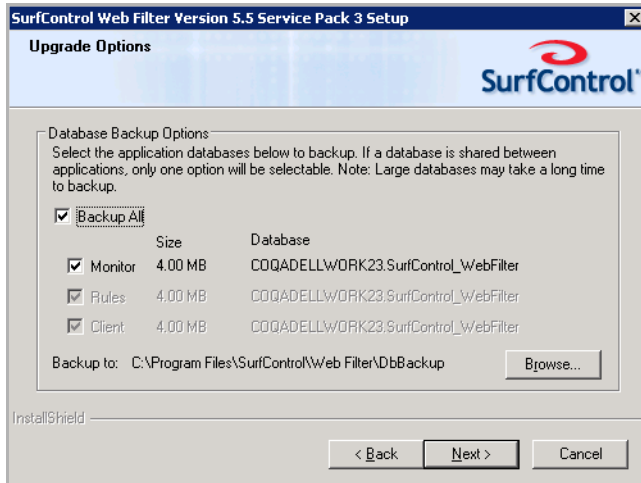 SurfControl Web Filter Version 5.5 Service Pack 3 Setup
Upgrade Options
SurfControl
Database Backup Options
Select the application databases below to backup. If a database is shared between
applications, only one option will be selectable. Note: Large databases may take a long time
to backup.
Backup All
Size Database
Monitor 4.00 MB COQADELLWORK23.SurfControl_WebFilter
Rules 4.00 MB COQADELLWORK23.SurfControl_WebFilter
Client 4.00 MB COQADELLWORK23.SurfControl_WebFilter
Backup to: C:\Program Files\SurfControl\Web Filter\DbBackup Browse...
InstallShield
< Back Next > Cancel